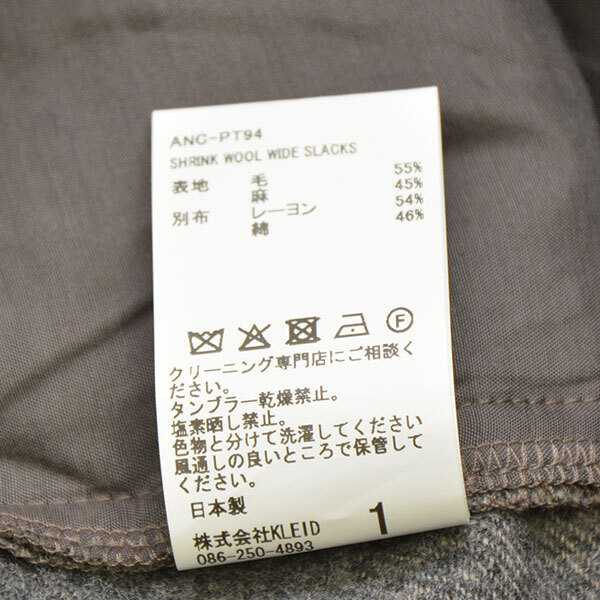 ANC-PT94
SHRINK WOOL WIDE SLACKS
表地 毛 55%
麻 45%
別布 レーヨン 54%
綿 46%
F
クリーニング専門店にご相談く
ださい。
タンブラー乾燥禁止。
塩素晒し禁止。
色物と分けて洗濯してください
風通しの良いところで保管して
ください。
日本製
株式会社KLEID 1
086-250-4893